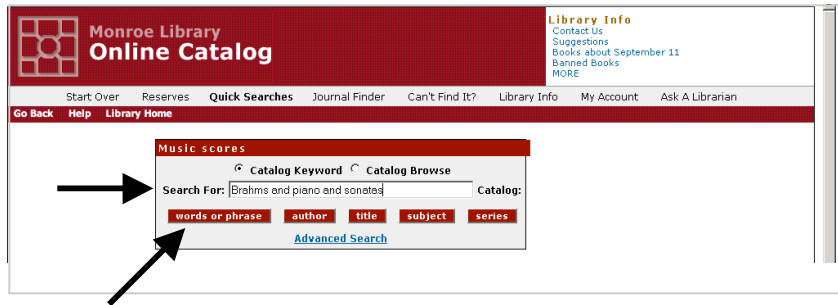 Monroe Library
Online Catalog
Library Info
Contact Us
Suggestions
Books about September 11
Banned Books
MORE
Start Over Reserves Quick Searches Journal Finder Can't Find It? Library Info My Account Ask A Librarian
Go Back Help Library Home
Music scores
Catalog Keyword Catalog Browse
Search For: Brahms and piano and sonatas Catalog:
words or phrase author title subject series
Advanced Search